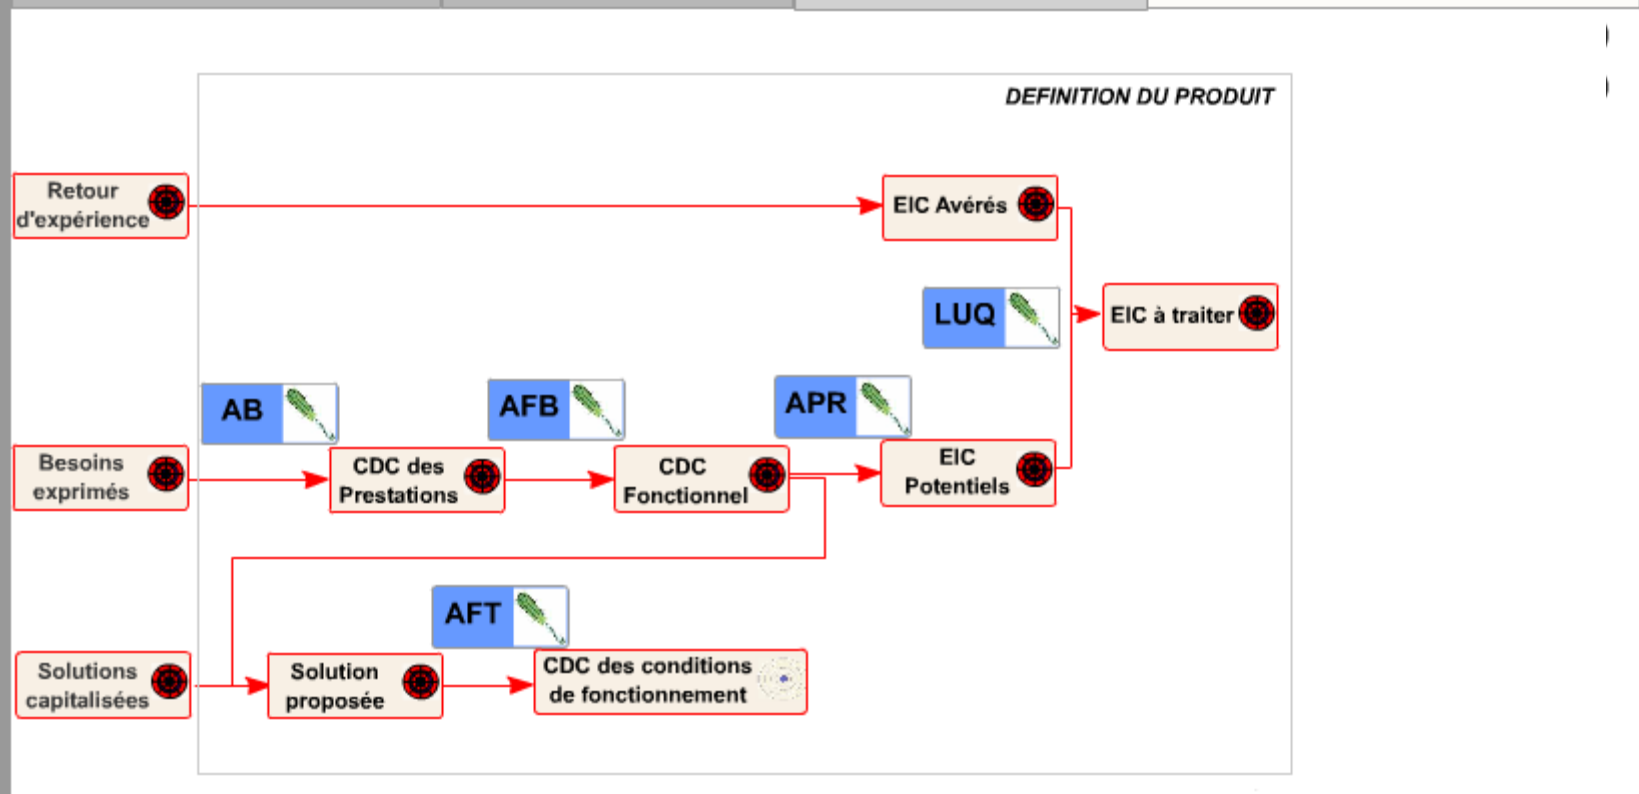 DEFINITION DU PRODUIT
Retour
d'expérience
EIC Avérés
LUQ
EIC à traiter
AB
AFB
APR
Besoins
exprimés
CDC des
Prestations
CDC
Fonctionnel
EIC
Potentiels
AFT
Solutions
capitalisées
Solution
proposée
CDC des conditions
de fonctionnement